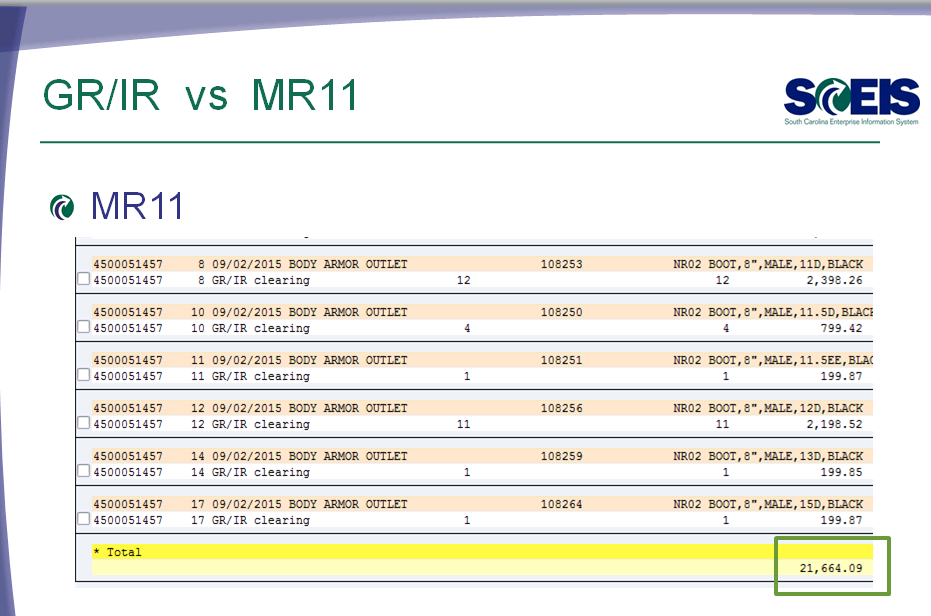 GR/IR vs MR11
SCEIS
South Carolina Enterprise Information System
MR11
4500051457 8 09/02/2015 BODY ARMOR OUTLET 108253 NR02 BOOT,8",MALE,11D,BLACK
4500051457 8 GR/IR clearing 12 12 2,398.26
4500051457 10 09/02/2015 BODY ARMOR OUTLET 108250 NR02 BOOT,8",MALE,11.5D,BLACK
4500051457 10 GR/IR clearing 4 4 799.42
4500051457 11 09/02/2015 BODY ARMOR OUTLET 108251 NR02 BOOT,8",MALE,11.5EE,BLAC
4500051457 11 GR/IR clearing 1 1 199.87
4500051457 12 09/02/2015 BODY ARMOR OUTLET 108256 NR02 BOOT,8",MALE,12D,BLACK
4500051457 12 GR/IR clearing 11 11 2,198.52
4500051457 14 09/02/2015 BODY ARMOR OUTLET 108259 NR02 BOOT,8",MALE,13D,BLACK
4500051457 14 GR/IR clearing 1 1 199.85
4500051457 17 09/02/2015 BODY ARMOR OUTLET 108264 NR02 BOOT,8",MALE,15D,BLACK
4500051457 17 GR/IR clearing 1 1 199.87
* Total
21,664.09